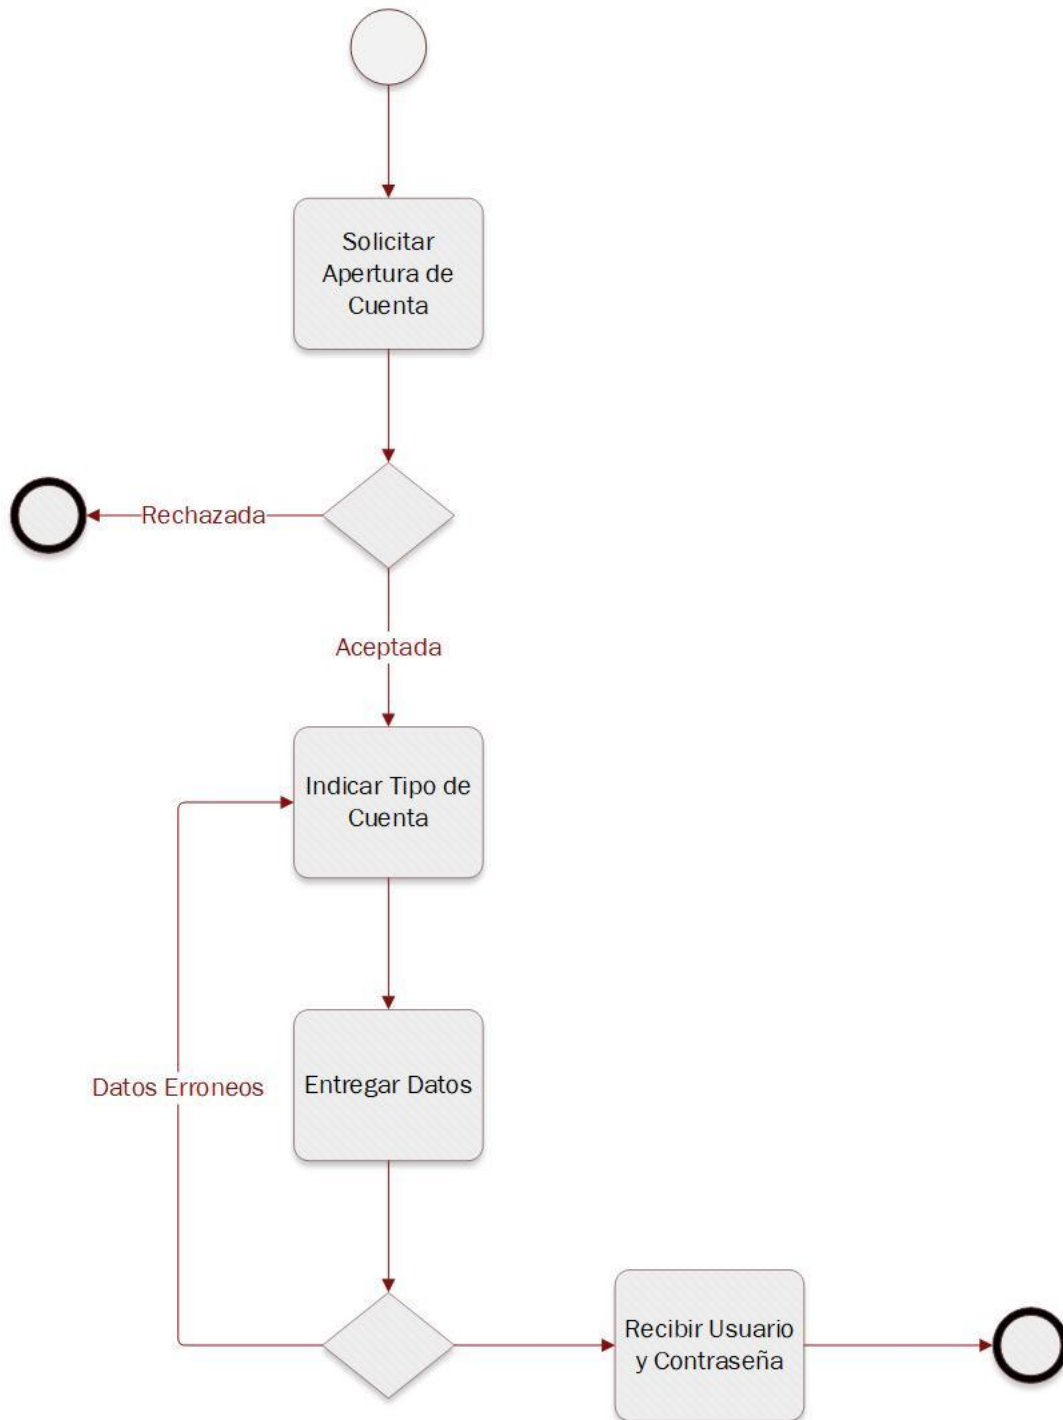 Solicitar
Apertura de
Cuenta
Rechazada
Aceptada
Indicar Tipo de
Cuenta
Datos Erroneos
Entregar Datos
Recibir Usuario
y Contraseña